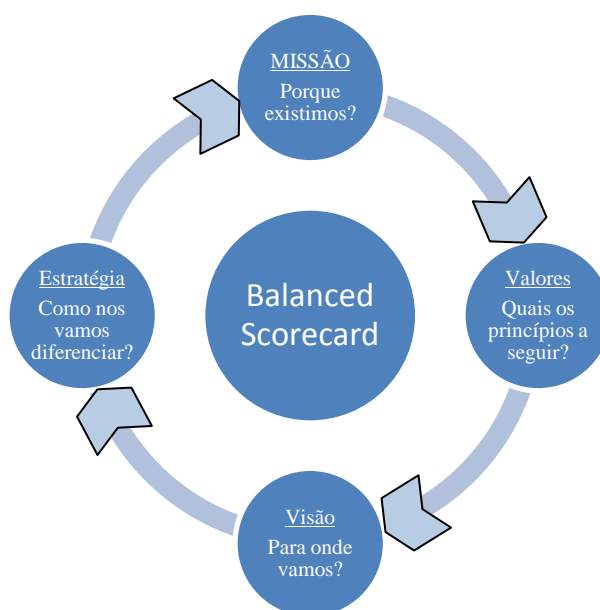 MISSÃO
Porque
existimos?
Estratégia
Como nos
vamos
diferenciar?
Balanced
Scorecard
Valores
Quais os
princípios a
seguir?
Visão
Para onde
vamos?